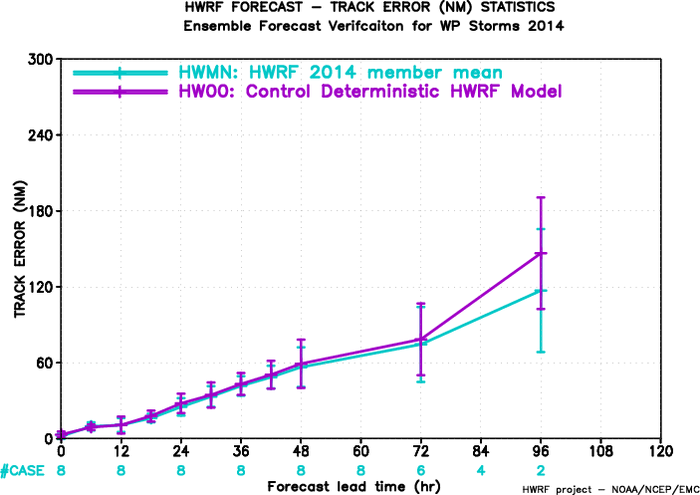 HWRF FORECAST – TRACK ERROR (NM) STATISTICS
Ensemble Forecast Verifcaiton for WP Storms 2014
HWMN: HWRF 2014 member mean
HW00: Control Deterministic HWRF Model
TRACK ERROR (NM)
300
240
180
120
60
0
0 12 24 36 48 60 72 84 96 108 120
#CASE 8 8 8 8 8 8 6 4 2
Forecast lead time (hr)
HWRF project – NOAA/NCEP/EMC